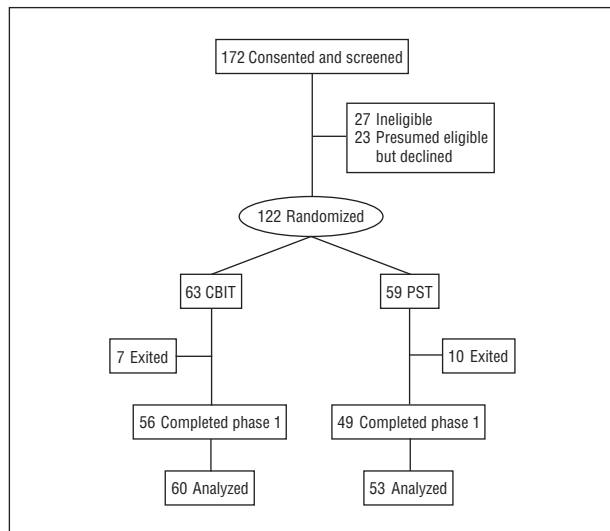 172 Consented and screened
27 Ineligible
23 Presumed eligible
but declined
122 Randomized
63 CBIT
59 PST
7 Exited
10 Exited
56 Completed phase 1
49 Completed phase 1
60 Analyzed
53 Analyzed